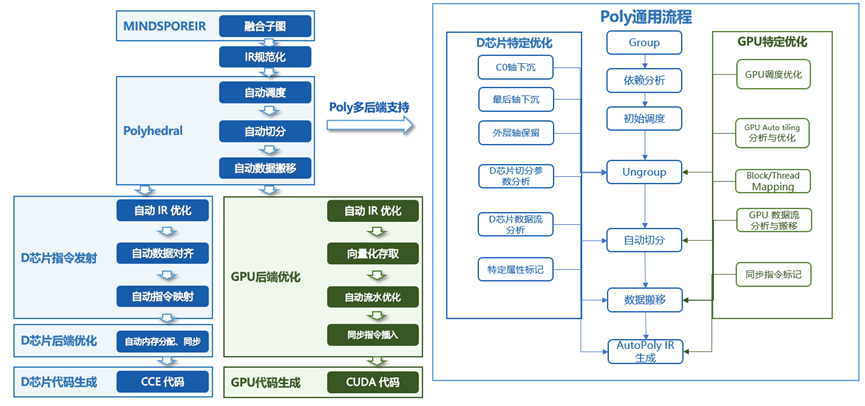 MINDSPOREIR
融合子图
IR规范化
Polyhedral
自动调度
自动切分
自动数据搬移
D芯片指令发射
自动 IR 优化
自动数据对齐
自动指令映射
D芯片后端优化
自动内存分配、同步
D芯片代码生成
CCE 代码
GPU后端优化
自动 IR 优化
向量化存取
自动流水优化
同步指令插入
GPU代码生成
CUDA 代码
Poly多后端支持
Poly通用流程
D芯片特定优化
C0轴下沉
最后轴下沉
外层轴保留
D芯片切分参
数分析
D芯片数据流
分析
特定属性标记
Group
依赖分析
初始调度
Ungroup
自动切分
数据搬移
AutoPoly IR
生成
GPU特定优化
GPU调度优化
GPU Auto tiling
分析与优化
Block/Thread
Mapping
GPU 数据流
分析与搬移
同步指令标记